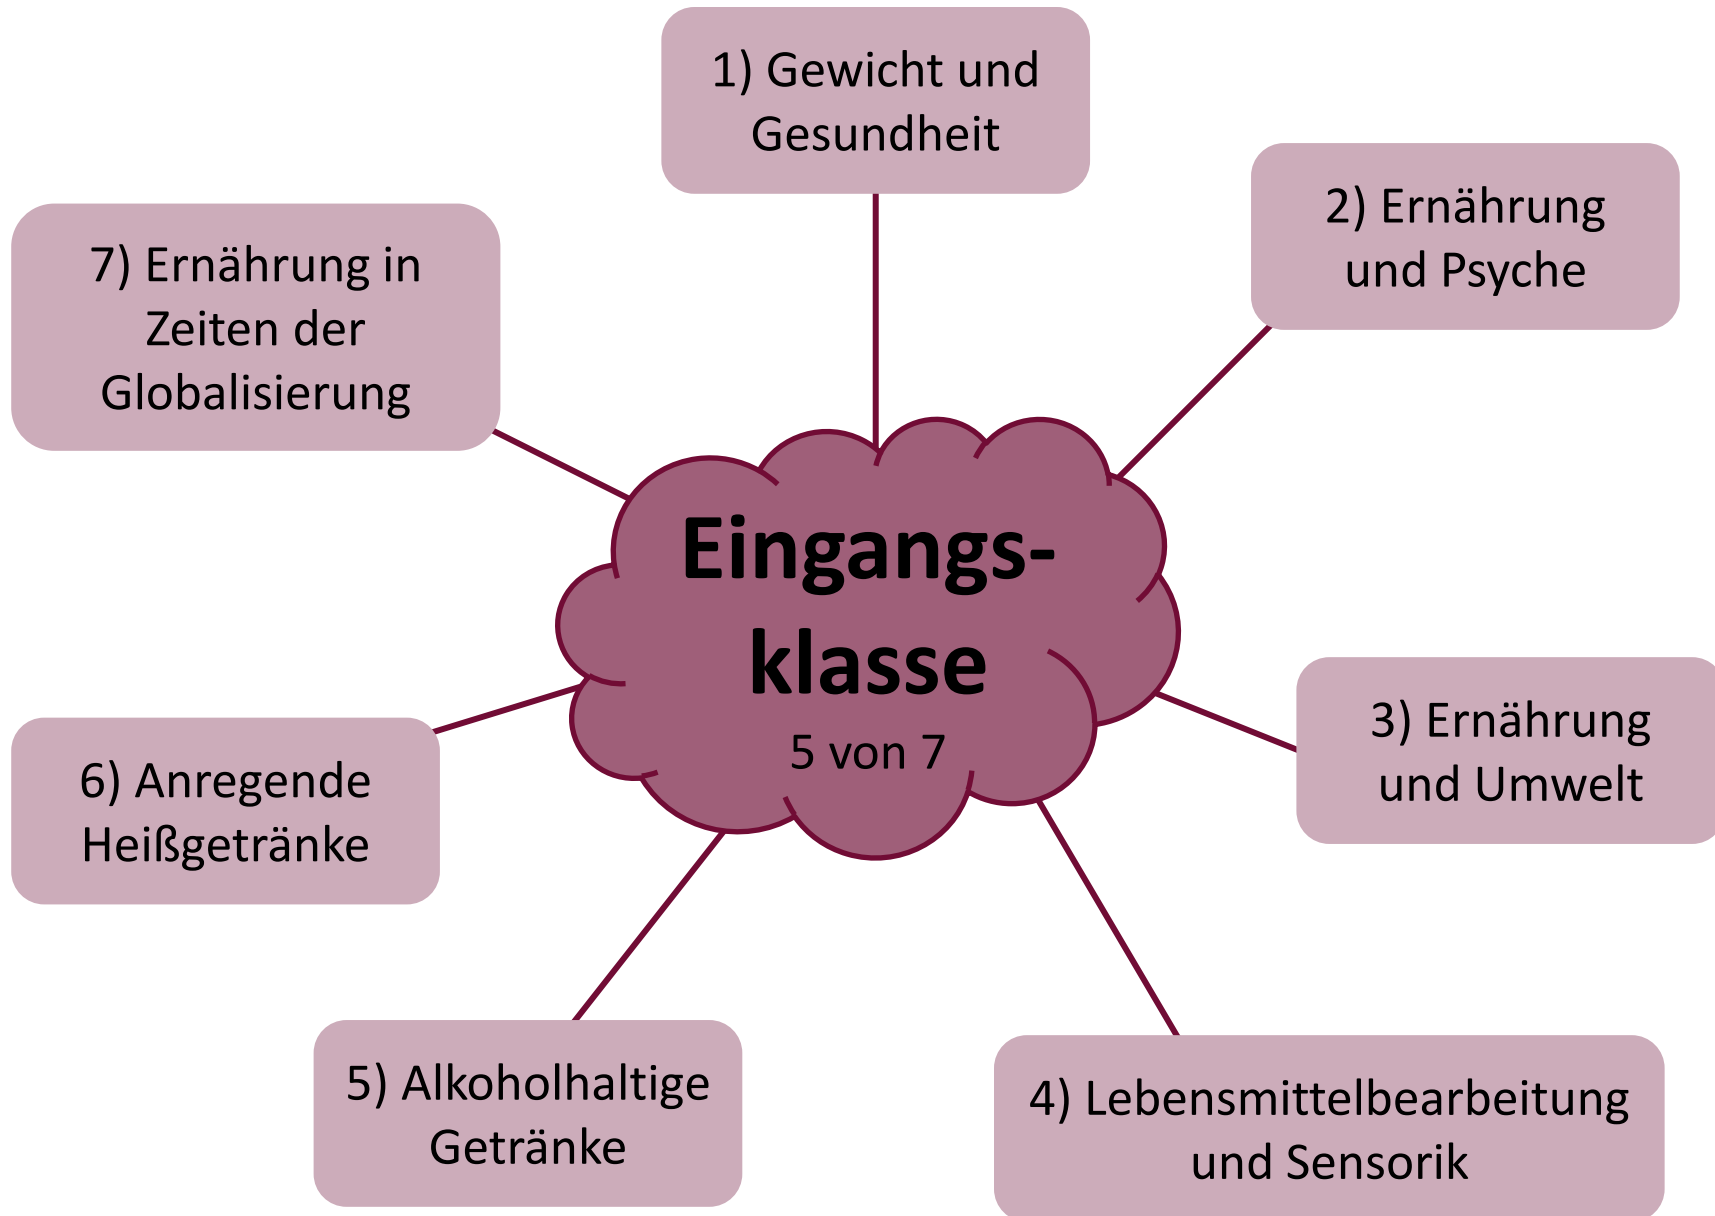 1) Gewicht und
Gesundheit
2) Ernährung
und Psyche
7) Ernährung in
Zeiten der
Globalisierung
Eingangs-
klasse
5 von 7
3) Ernährung
und Umwelt
6) Anregende
Heißgetränke
5) Alkoholhaltige
Getränke
4) Lebensmittelbearbeitung
und Sensorik